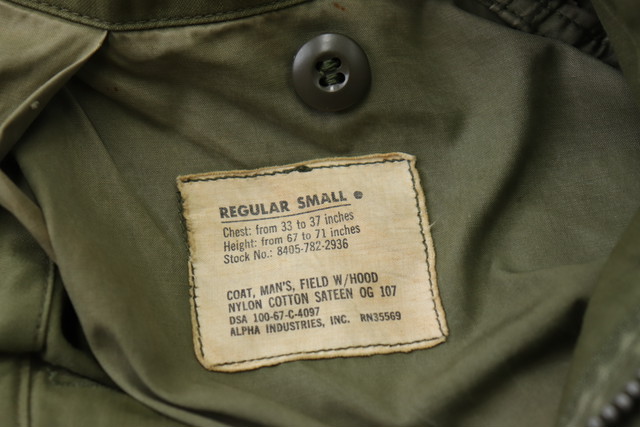 REGULAR SMALL
Chest: from 33 to 37 inches
Height: from 67 to 71 inches
Stock No.: 8405-782-2936
COAT, MAN'S, FIELD W/HOOD
NYLON COTTON SATEEN OG 107
DSA 100-67-C-4097
ALPHA INDUSTRIES, INC. RN35569